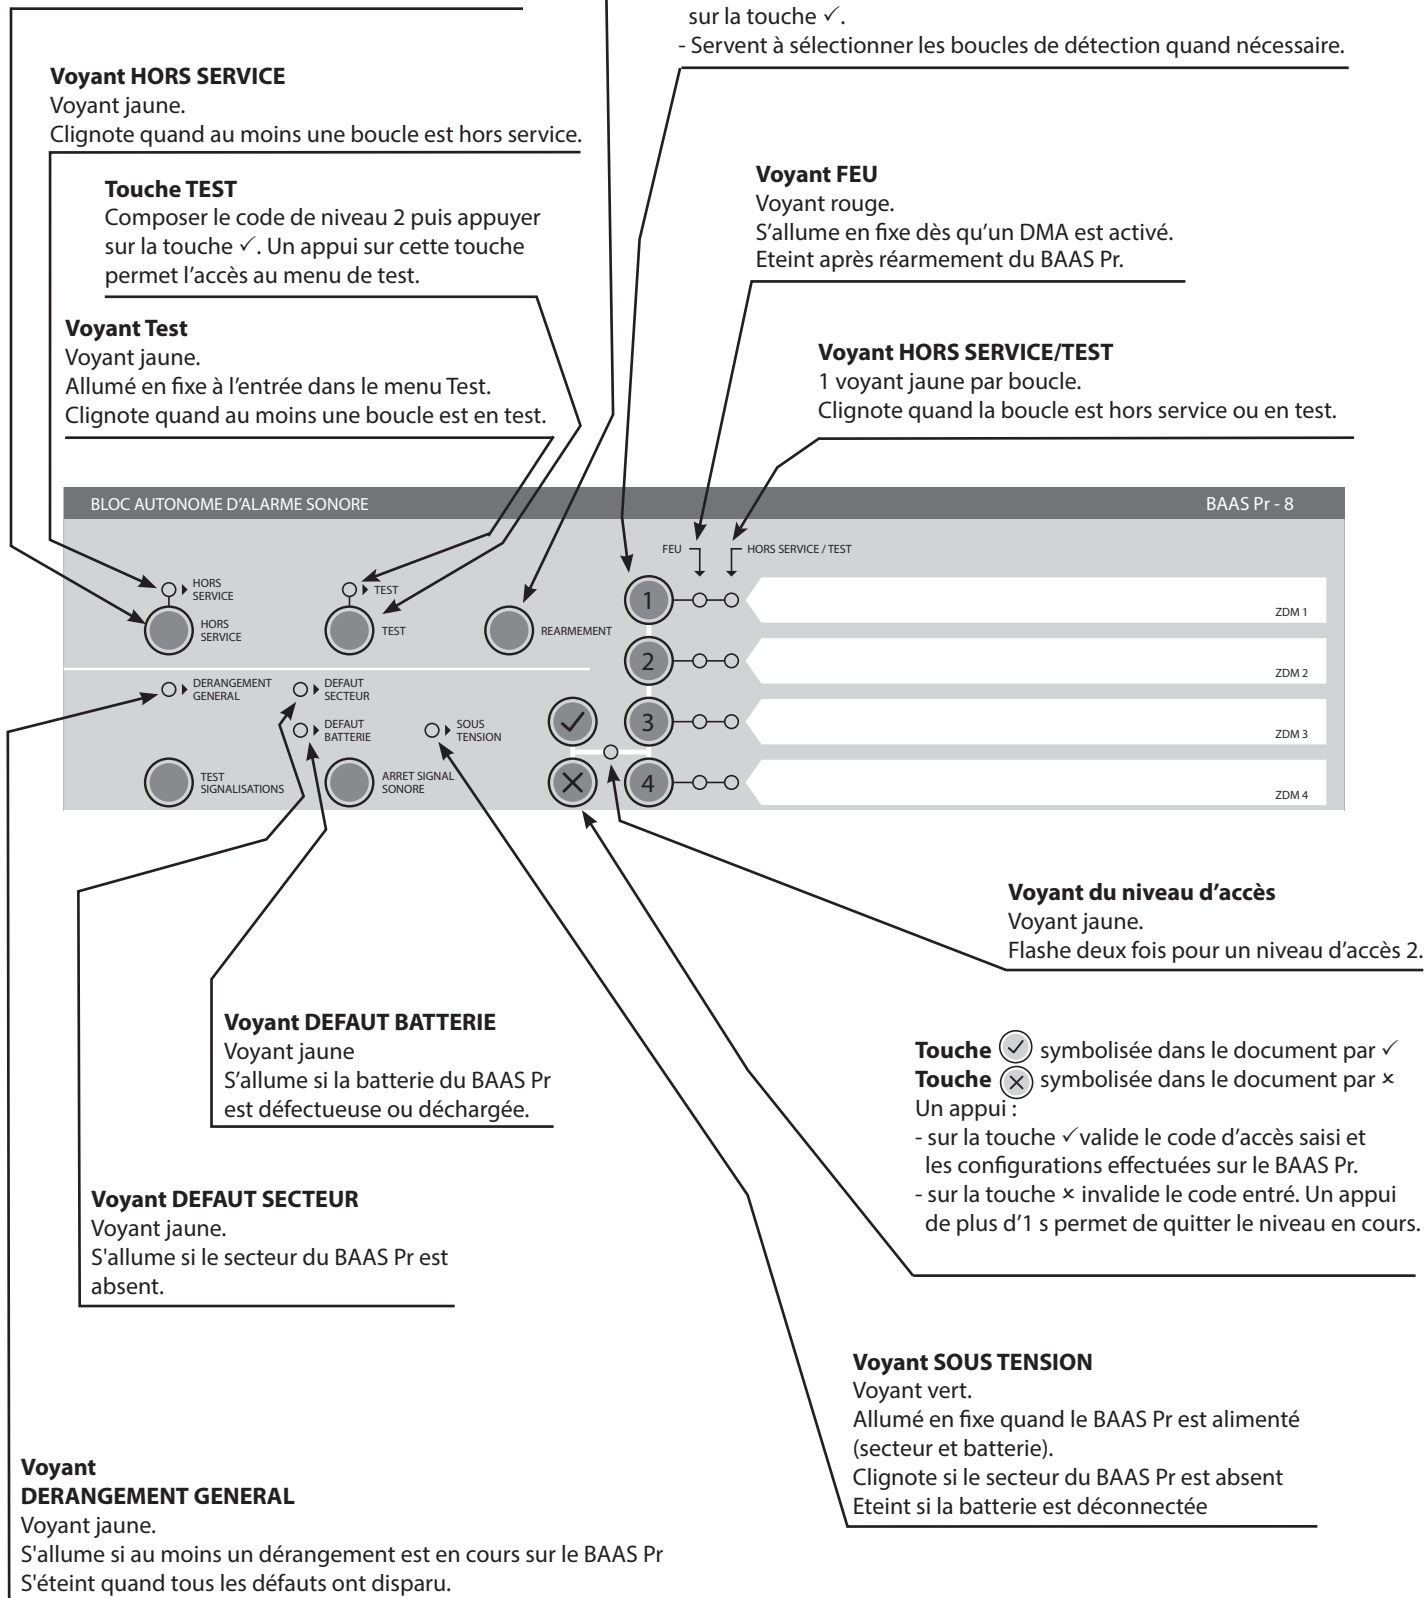 sur la touche ✓.
- Servent à sélectionner les boucles de détection quand nécessaire.
Voyant HORS SERVICE
Voyant jaune.
Clignote quand au moins une boucle est hors service.
Touche TEST
Composer le code de niveau 2 puis appuyer
sur la touche ✓. Un appui sur cette touche
permet l'accès au menu de test.
Voyant FEU
Voyant rouge.
S'allume en fixe dès qu'un DMA est activé.
Eteint après réarmement du BAAS Pr.
Voyant Test
Voyant jaune.
Allumé en fixe à l'entrée dans le menu Test.
Clignote quand au moins une boucle est en test.
Voyant HORS SERVICE/TEST
1 voyant jaune par boucle.
Clignote quand la boucle est hors service ou en test.
BLOC AUTONOME D'ALARME SONORE
BAAS Pr - 8
FEU
HORS SERVICE / TEST
HORS
SERVICE
TEST
HORS
SERVICE
TEST
REARMEMENT
1
ZDM 1
2
ZDM 2
DERANGEMENT
GENERAL
DEFAUT
SECTEUR
DEFAUT
BATTERIE
SOUS
TENSION
✓
3
ZDM 3
TEST
SIGNALISATIONS
ARRET SIGNAL
SONORE
×
4
ZDM 4
Voyant du niveau d'accès
Voyant jaune.
Flashe deux fois pour un niveau d'accès 2.
Voyant DEFAUT BATTERIE
Voyant jaune
S'allume si la batterie du BAAS Pr
est défectueuse ou déchargée.
Touche ✓ symbolisée dans le document par ✓
Touche × symbolisée dans le document par ×
Un appui :
- sur la touche ✓ valide le code d'accès saisi et
les configurations effectuées sur le BAAS Pr.
- sur la touche × invalide le code entré. Un appui
de plus d'1 s permet de quitter le niveau en cours.
Voyant DEFAUT SECTEUR
Voyant jaune.
S'allume si le secteur du BAAS Pr est
absent.
Voyant SOUS TENSION
Voyant vert.
Allumé en fixe quand le BAAS Pr est alimenté
(secteur et batterie).
Clignote si le secteur du BAAS Pr est absent
Eteint si la batterie est déconnectée
Voyant
DERANGEMENT GENERAL
Voyant jaune.
S'allume si au moins un dérangement est en cours sur le BAAS Pr
S'éteint quand tous les défauts ont disparu.